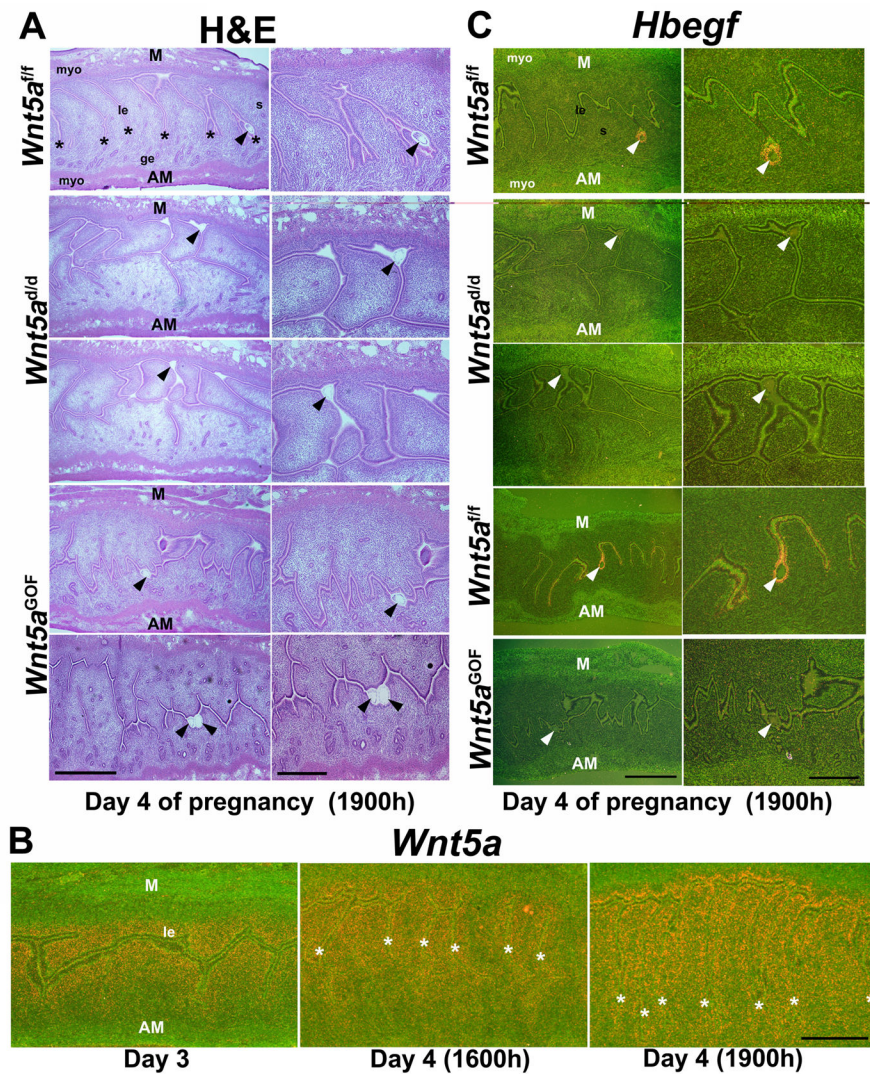 A
H&E
Wnt5a^f/f
M
myo
le
s
* * * * * *
ge
myo
AM
Wnt5a^d/d
M
AM
Wnt5a^GOF
M
AM
Day 4 of pregnancy (1900h)
C
Hbegf
Wnt5a^f/f
M
myo
le
s
myo
AM
Wnt5a^d/d
M
AM
Wnt5a^f/f
M
AM
Wnt5a^GOF
M
AM
Day 4 of pregnancy (1900h)
B
Wnt5a
M
le
AM
* * * * * *
* * * * * * *
Day 3
Day 4 (1600h)
Day 4 (1900h)